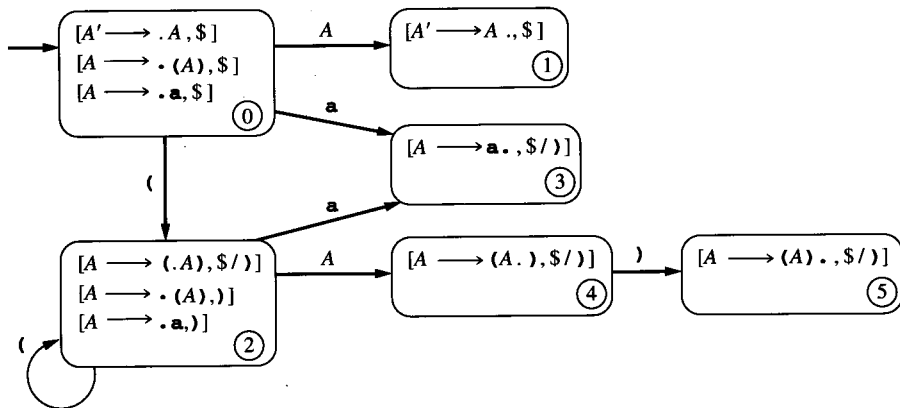 [A′ ⟶ .A,$]
[A ⟶ .(A),$]
[A ⟶ .a,$]
0
A
[A′ ⟶ A.,$]
1
a
[A ⟶ a.,$/)]
3
(
a
[A ⟶ (.A),$/)]
[A ⟶ .(A),)]
[A ⟶ .a,)]
2
(
A
[A ⟶ (A.),$/)]
4
)
[A ⟶ (A).,$/)]
5